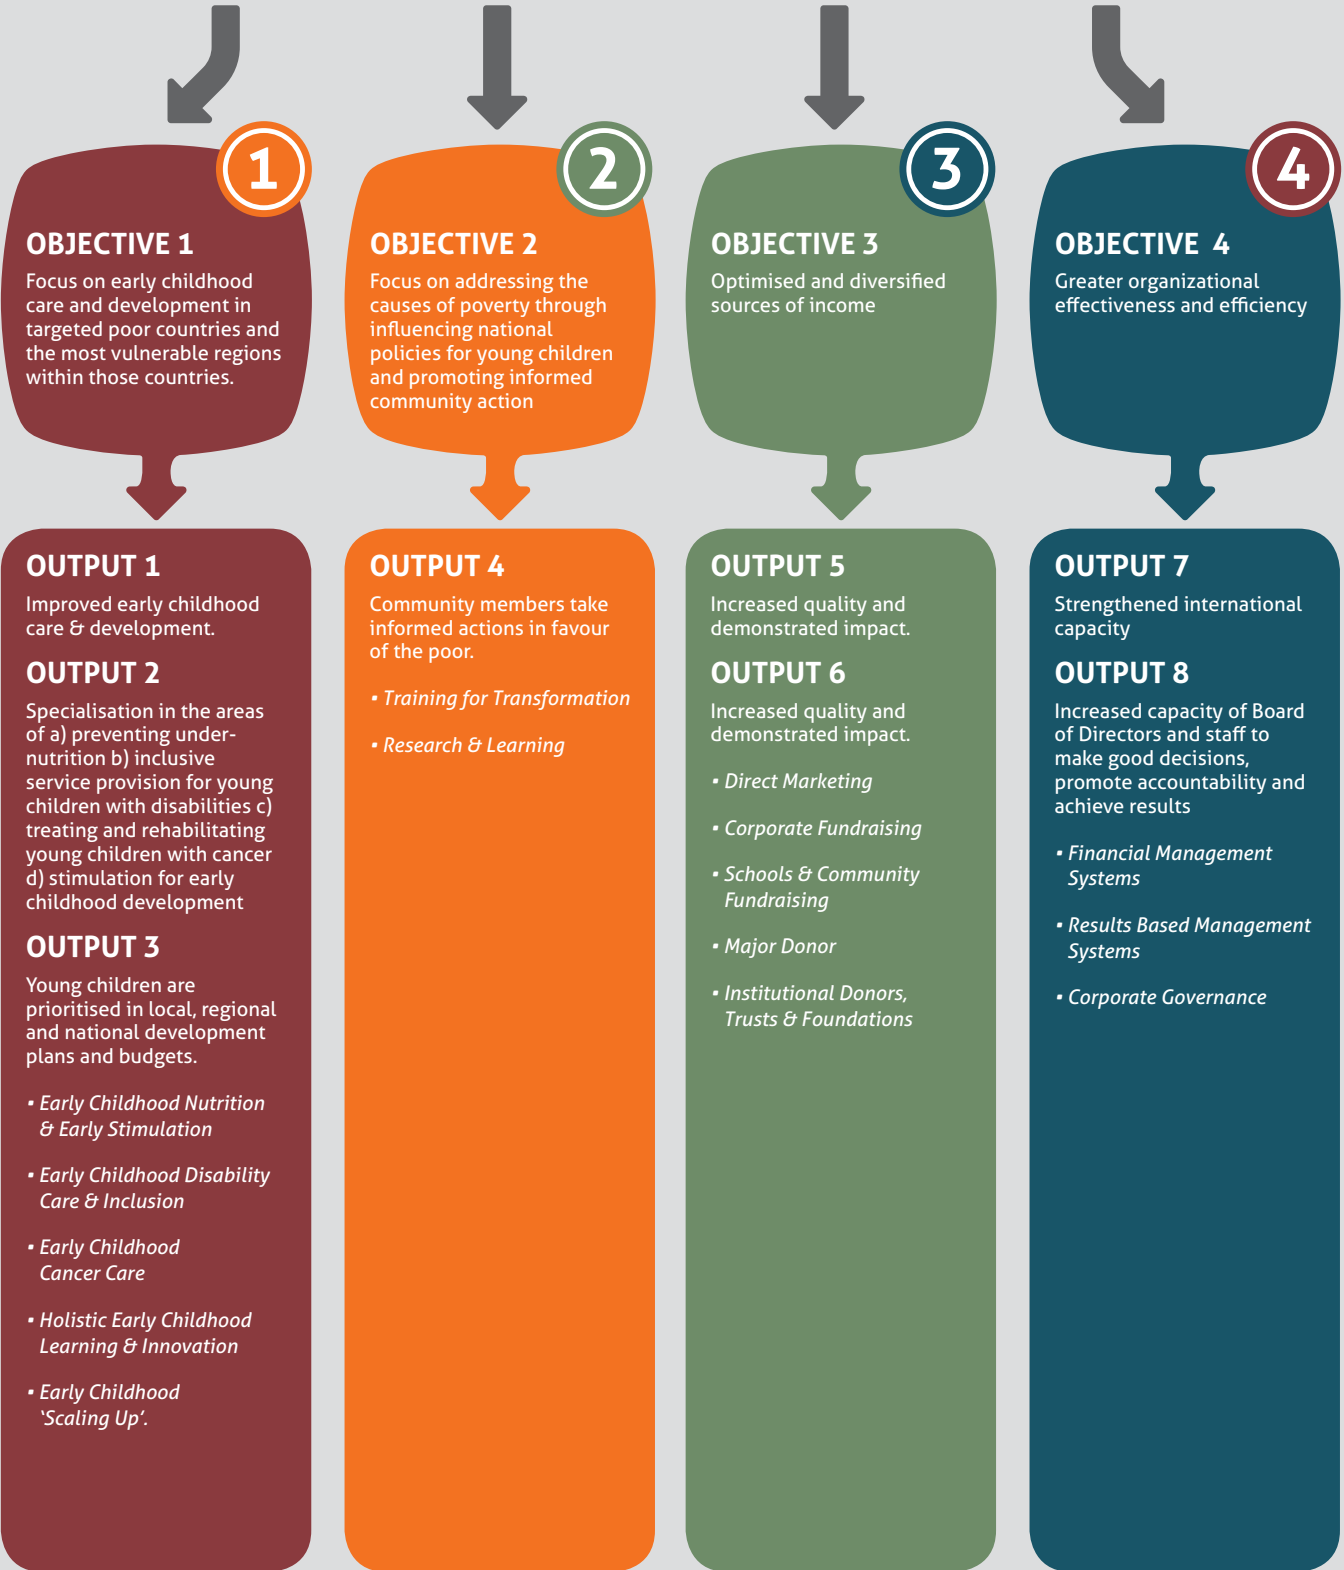 1
OBJECTIVE 1
Focus on early childhood
care and development in
targeted poor countries and
the most vulnerable regions
within those countries.
2
OBJECTIVE 2
Focus on addressing the
causes of poverty through
influencing national
policies for young children
and promoting informed
community action
3
OBJECTIVE 3
Optimised and diversified
sources of income
4
OBJECTIVE 4
Greater organizational
effectiveness and efficiency
OUTPUT 1
Improved early childhood
care & development.
OUTPUT 2
Specialisation in the areas
of a) preventing under-
nutrition b) inclusive
service provision for young
children with disabilities c)
treating and rehabilitating
young children with cancer
d) stimulation for early
childhood development
OUTPUT 3
Young children are
prioritised in local, regional
and national development
plans and budgets.
▪ Early Childhood Nutrition
& Early Stimulation
▪ Early Childhood Disability
Care & Inclusion
▪ Early Childhood
Cancer Care
▪ Holistic Early Childhood
Learning & Innovation
▪ Early Childhood
‘Scaling Up’.
OUTPUT 4
Community members take
informed actions in favour
of the poor.
▪ Training for Transformation
▪ Research & Learning
OUTPUT 5
Increased quality and
demonstrated impact.
OUTPUT 6
Increased quality and
demonstrated impact.
▪ Direct Marketing
▪ Corporate Fundraising
▪ Schools & Community
Fundraising
▪ Major Donor
▪ Institutional Donors,
Trusts & Foundations
OUTPUT 7
Strengthened international
capacity
OUTPUT 8
Increased capacity of Board
of Directors and staff to
make good decisions,
promote accountability and
achieve results
▪ Financial Management
Systems
▪ Results Based Management
Systems
▪ Corporate Governance